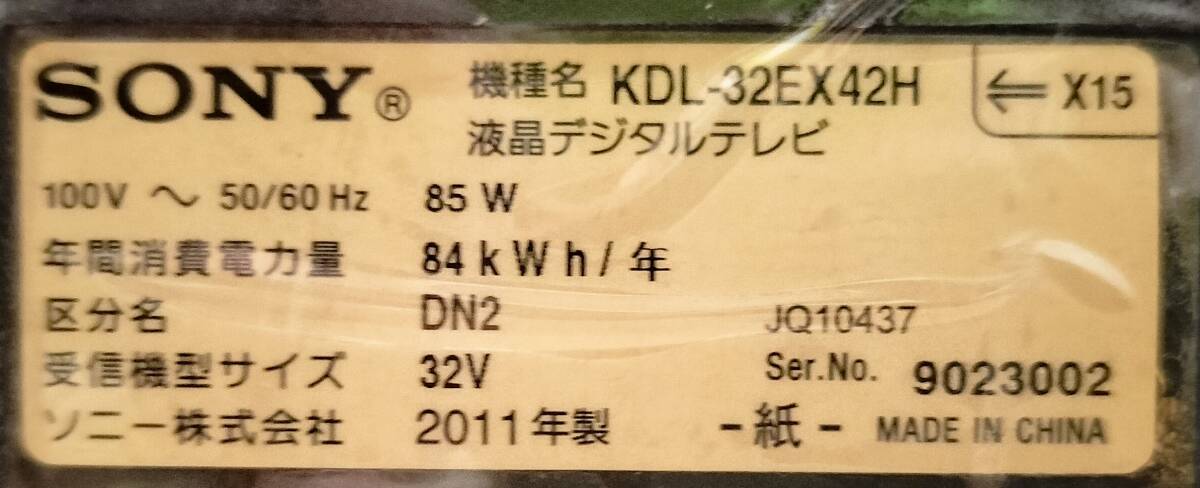 SONY® 機種名 KDL-32EX42H ⇐ X15
液晶デジタルテレビ
100V ～ 50/60 Hz 85 W
年間消費電力量 84 k W h / 年
区分名 DN2 JQ10437
受信機型サイズ 32V Ser.No. 9023002
ソニー株式会社 2011年製 -紙- MADE IN CHINA